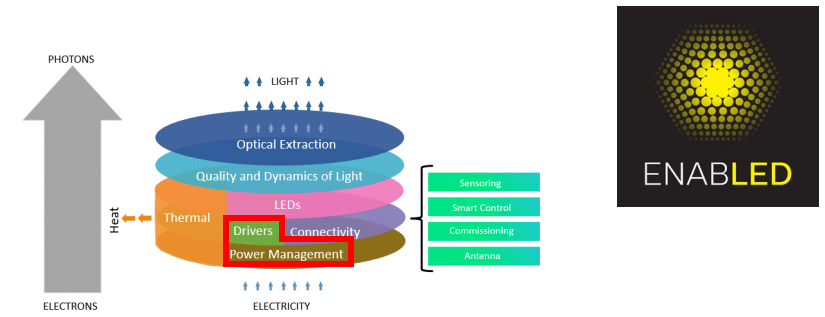 PHOTONS
LIGHT
Optical Extraction
Quality and Dynamics of Light
LEDs
Thermal
Heat
Drivers
Connectivity
Power Management
ELECTRONS
ELECTRICITY
Sensoring
Smart Control
Commissioning
Antenna
ENABLED